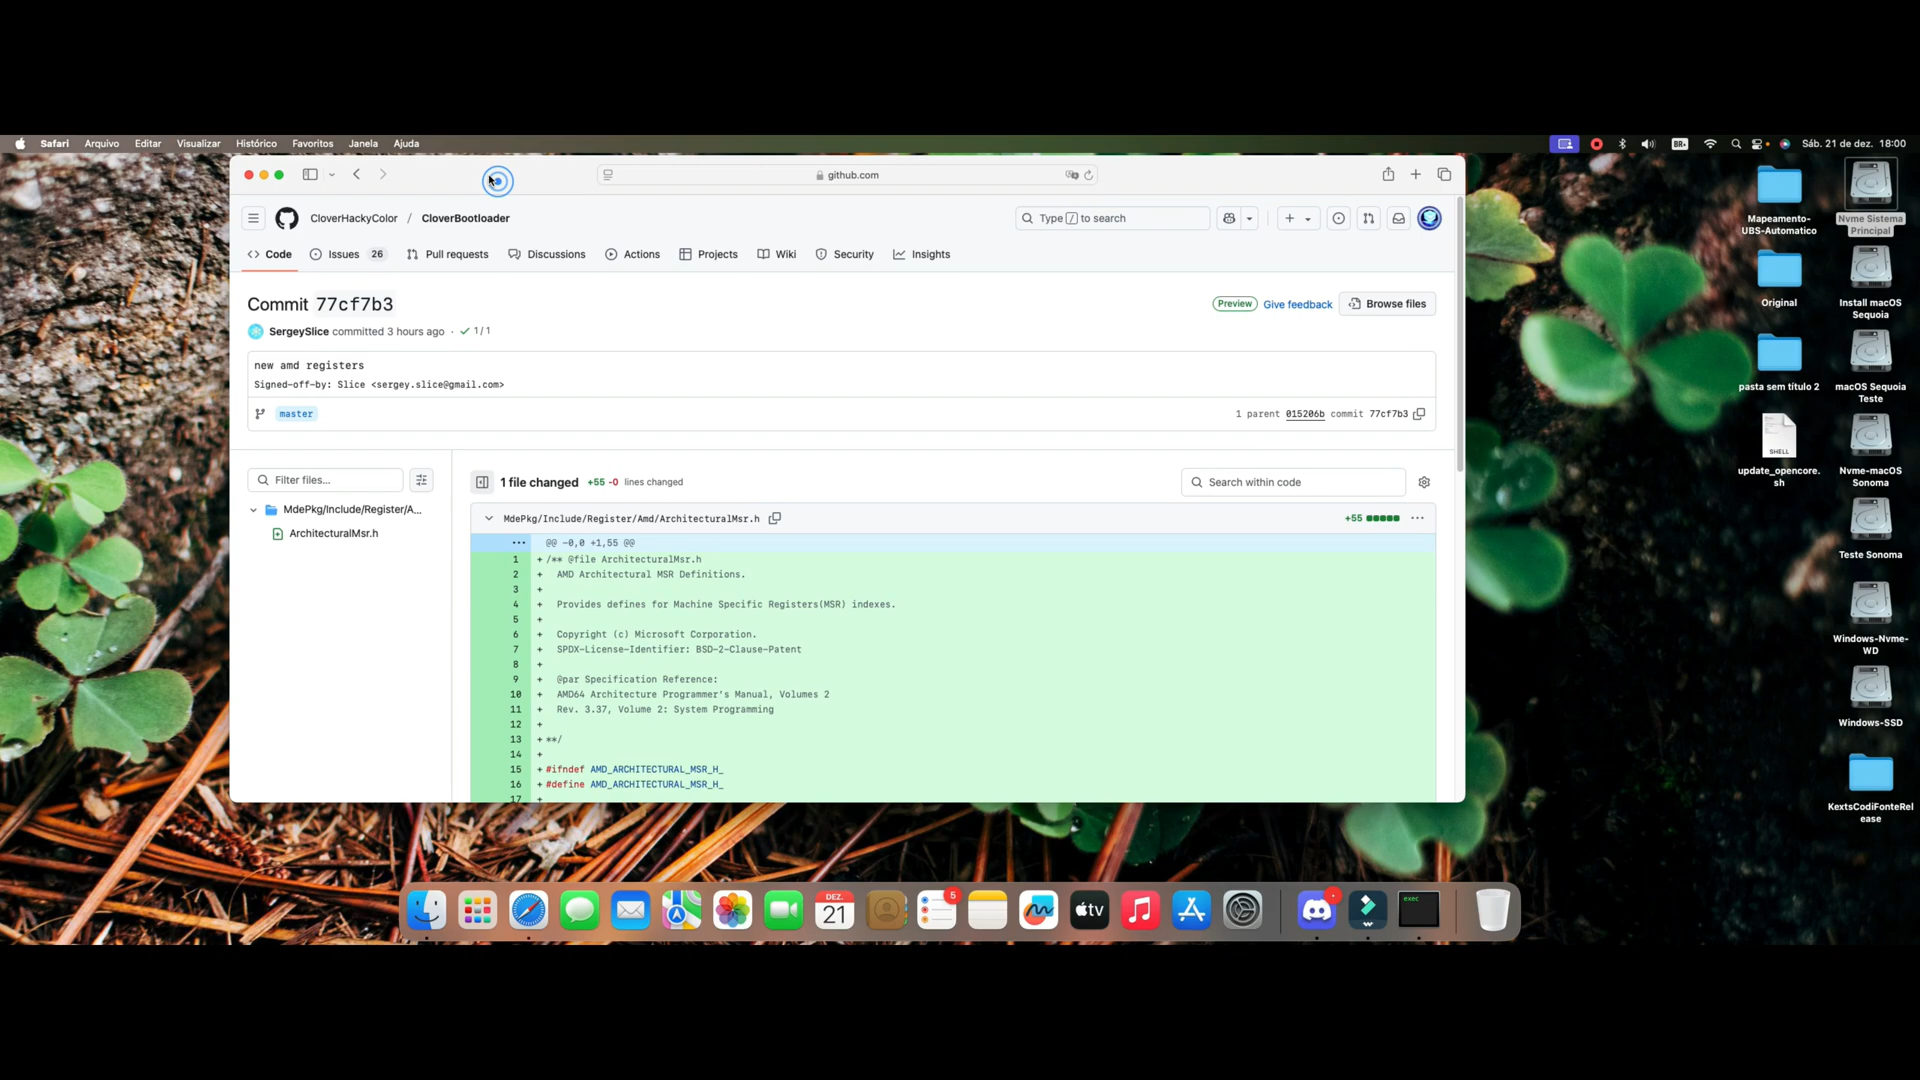 Safari Arquivo Editar Visualizar Histórico Favoritos Janela Ajuda
BR Sáb. 21 de dez. 18:00
github.com
CloverHackyColor / CloverBootloader
Type / to search
Code Issues 26 Pull requests Discussions Actions Projects Wiki Security Insights
Commit 77cf7b3
Preview Give feedback Browse files
SergeySlice committed 3 hours ago · 1/1
new amd registers
Signed-off-by: Slice <sergey.slice@gmail.com>
master
1 parent 015206b commit 77cf7b3
Filter files...
MdePkg/Include/Register/A...
ArchitecturalMsr.h
1 file changed +55 -0 lines changed
Search within code
MdePkg/Include/Register/Amd/ArchitecturalMsr.h
+55
@@ -0,0 +1,55 @@
1 + /** @file ArchitecturalMsr.h
2 + AMD Architectural MSR Definitions.
3 +
4 + Provides defines for Machine Specific Registers(MSR) indexes.
5 +
6 + Copyright (c) Microsoft Corporation.
7 + SPDX-License-Identifier: BSD-2-Clause-Patent
8 +
9 + @par Specification Reference:
10 + AMD64 Architecture Programmer's Manual, Volumes 2
11 + Rev. 3.37, Volume 2: System Programming
12 +
13 + **/
14 +
15 + #ifndef AMD_ARCHITECTURAL_MSR_H_
16 + #define AMD_ARCHITECTURAL_MSR_H_
17 +
Mapeamento-
UBS-Automatico
Original
pasta sem título 2
SHELL
update_opencore.
sh
Nvme Sistema
Principal
Install macOS
Sequoia
macOS Sequoia
Teste
Nvme-macOS
Sonoma
Teste Sonoma
Windows-Nvme-
WD
Windows-SSD
KextsCodiFonteRel
ease
DEZ.
21
5
tv
exec